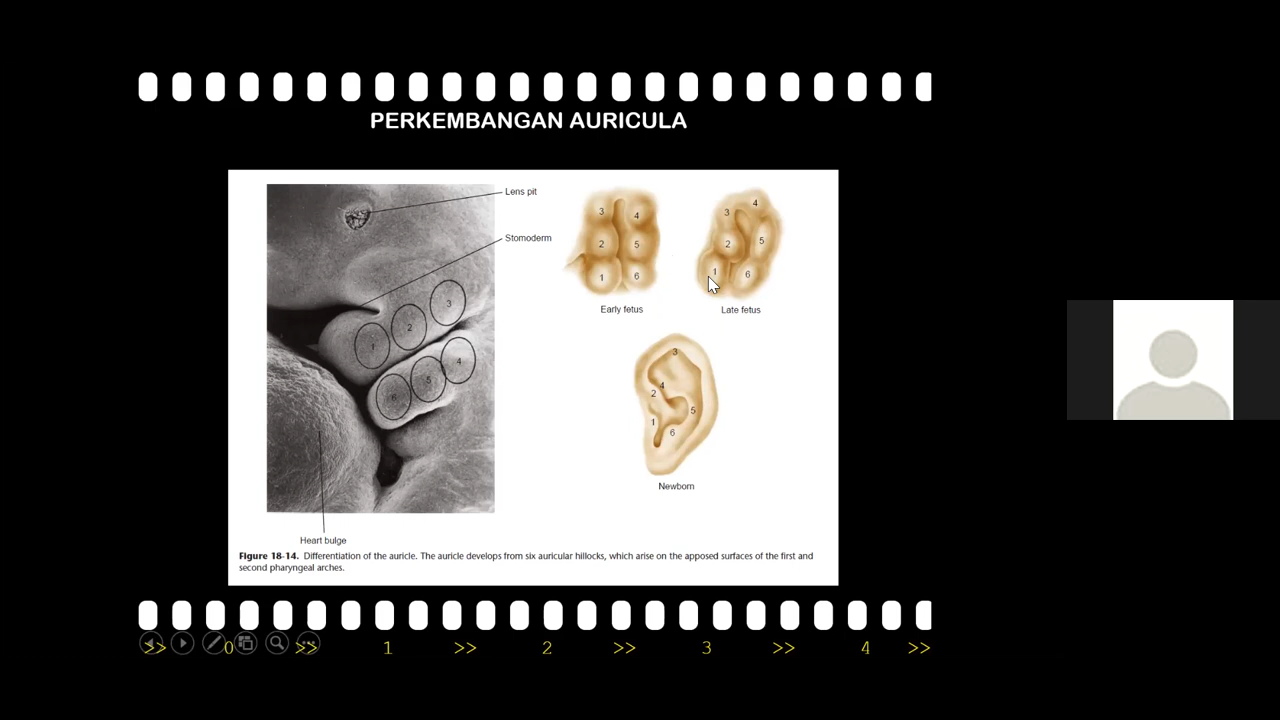 PERKEMBANGAN AURICULA
Lens pit
Stomoderm
3
2
1
4
5
6
Heart bulge
3 4
2 5
1 6
Early fetus
3 4
2 5
1 6
Late fetus
3
4
2
5
1
6
Newborn
Figure 18-14. Differentiation of the auricle. The auricle develops from six auricular hillocks, which arise on the apposed surfaces of the first and
second pharyngeal arches.
>> 0 >> 1 >> 2 >> 3 >> 4 >>